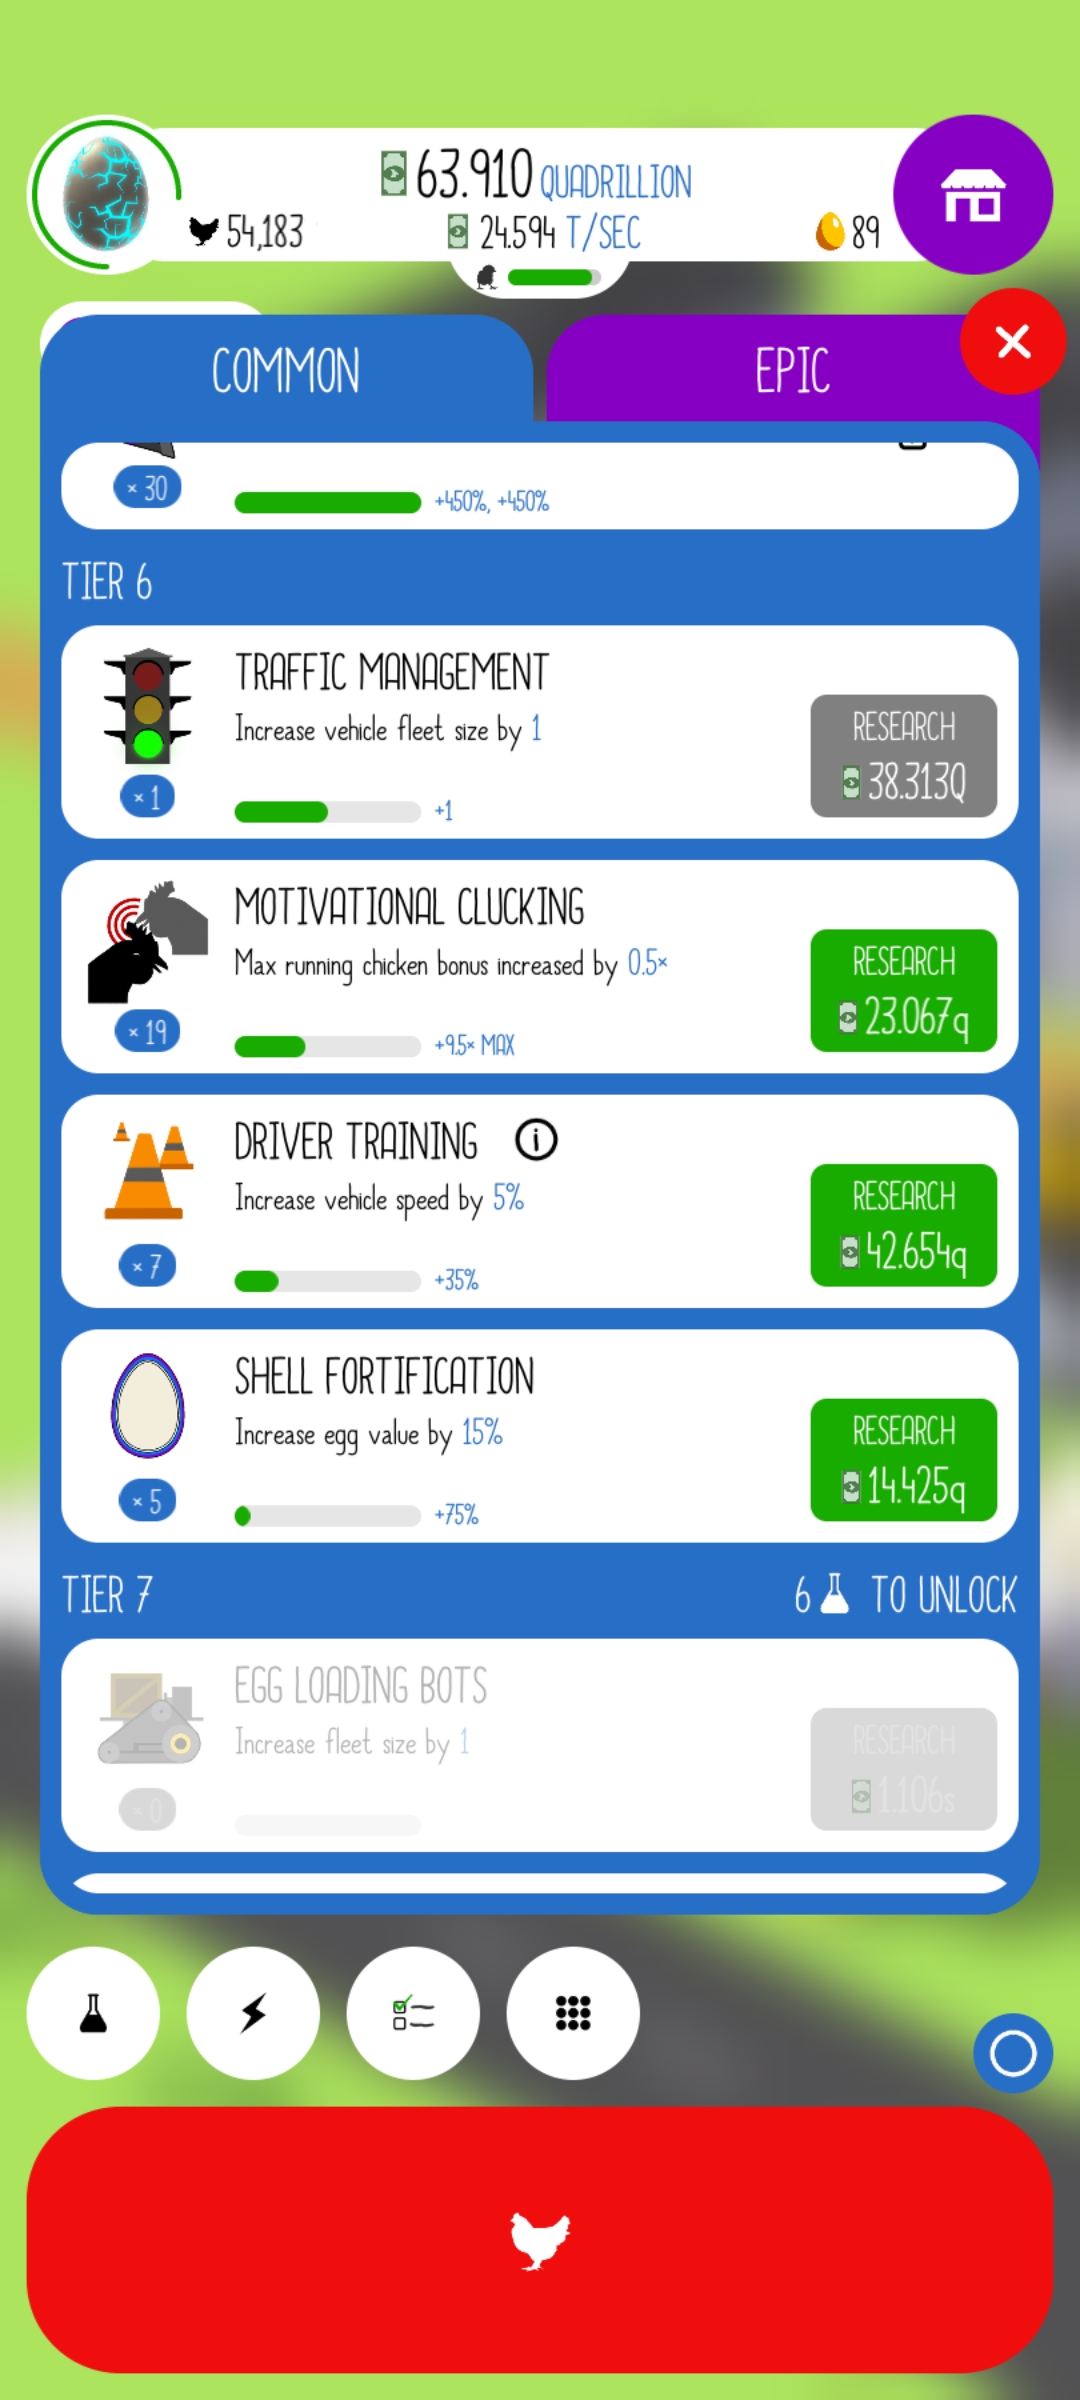 63.910 QUADRILLION
54,183
24.594 T/SEC
89
COMMON
EPIC
× 30
+450%, +450%
TIER 6
TRAFFIC MANAGEMENT
Increase vehicle fleet size by 1
RESEARCH
38.313Q
× 1
+1
MOTIVATIONAL CLUCKING
Max running chicken bonus increased by 0.5×
RESEARCH
23.067q
× 19
+9.5× MAX
DRIVER TRAINING i
Increase vehicle speed by 5%
RESEARCH
42.654q
× 7
+35%
SHELL FORTIFICATION
Increase egg value by 15%
RESEARCH
14.425q
× 5
+75%
TIER 7
6 TO UNLOCK
EGG LOADING BOTS
Increase fleet size by 1
RESEARCH
1.106s
× 0